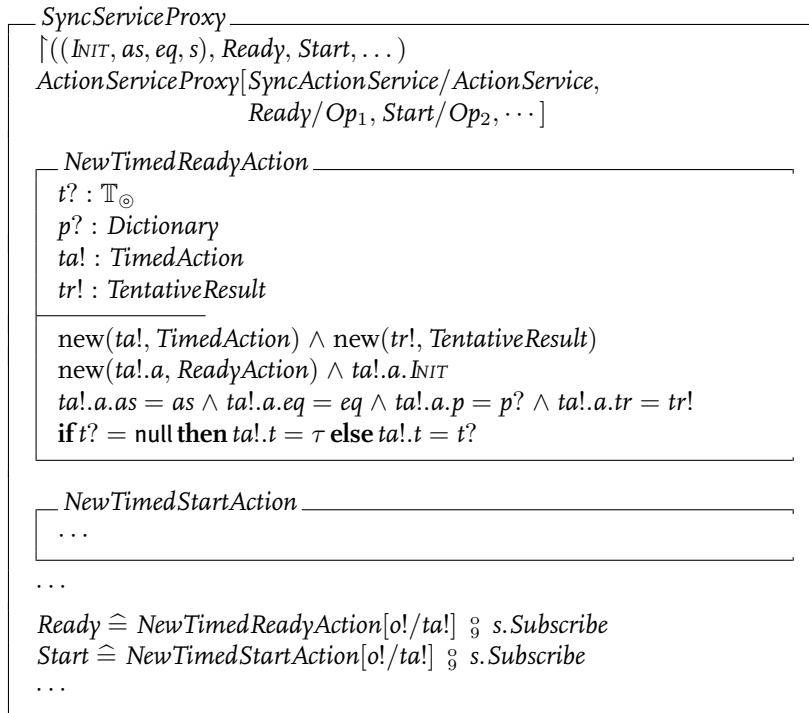 SyncServiceProxy
↾((INIT, as, eq, s), Ready, Start, . . . )
ActionServiceProxy[SyncActionService/ActionService,
Ready/Op₁, Start/Op₂, · · · ]
NewTimedReadyAction
t? : 𝕋⊚
p? : Dictionary
ta! : TimedAction
tr! : TentativeResult
new(ta!, TimedAction) ∧ new(tr!, TentativeResult)
new(ta!.a, ReadyAction) ∧ ta!.a.INIT
ta!.a.as = as ∧ ta!.a.eq = eq ∧ ta!.a.p = p? ∧ ta!.a.tr = tr!
if t? = null then ta!.t = τ else ta!.t = t?
NewTimedStartAction
. . .
. . .
Ready ≙ NewTimedReadyAction[o!/ta!] ⨟ s.Subscribe
Start ≙ NewTimedStartAction[o!/ta!] ⨟ s.Subscribe
. . .